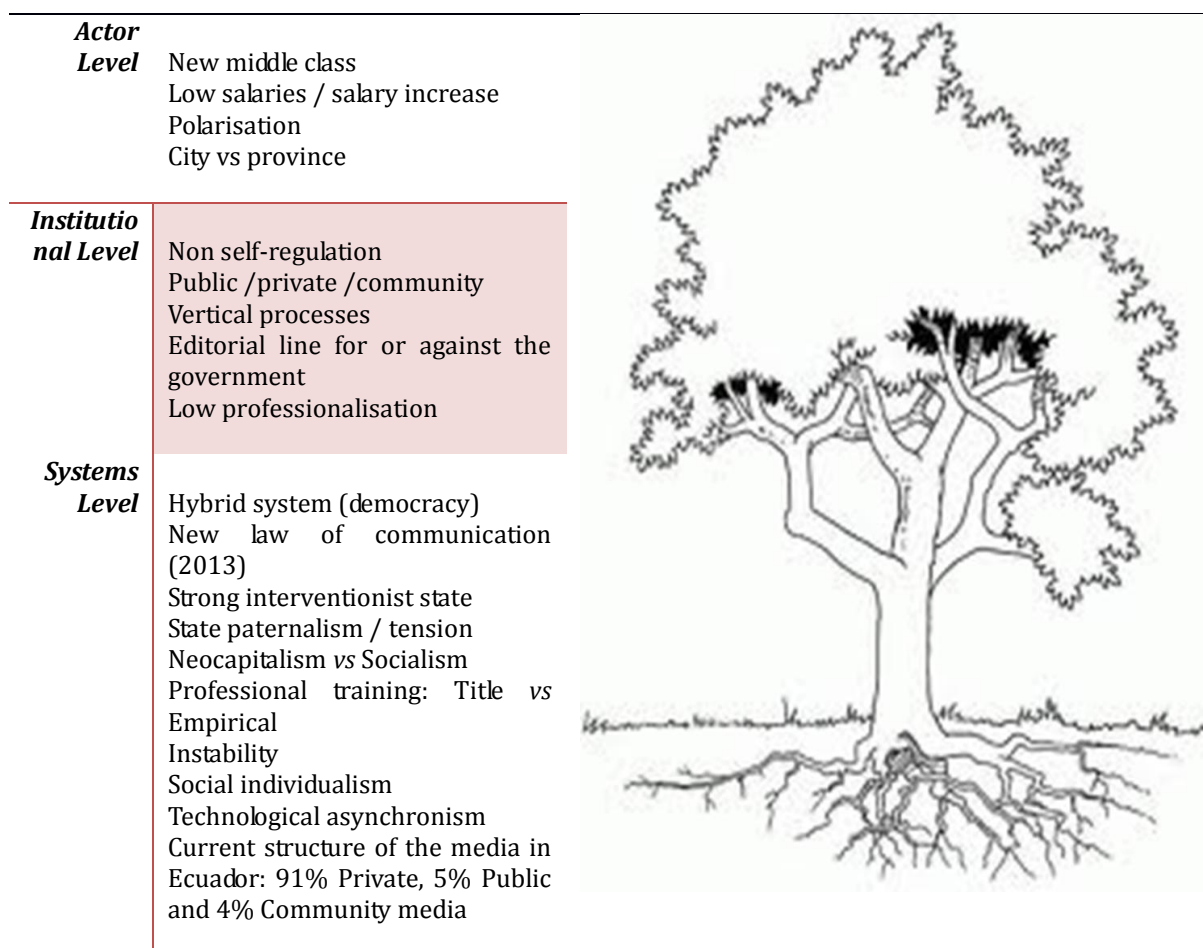 Actor
Level
New middle class
Low salaries / salary increase
Polarisation
City vs province
Institutio
nal Level
Non self-regulation
Public /private /community
Vertical processes
Editorial line for or against the
government
Low professionalisation
Systems
Level
Hybrid system (democracy)
New law of communication
(2013)
Strong interventionist state
State paternalism / tension
Neocapitalism vs Socialism
Professional training: Title vs
Empirical
Instability
Social individualism
Technological asynchronism
Current structure of the media in
Ecuador: 91% Private, 5% Public
and 4% Community media